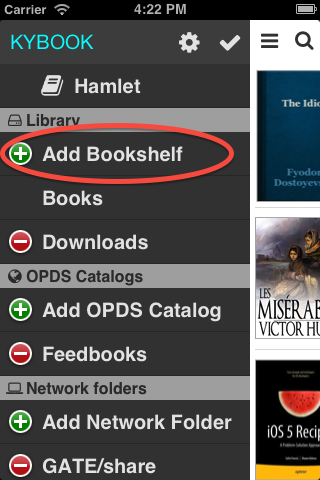 Carrier 4:22 PM
KYBOOK
Hamlet
Library
Add Bookshelf
Books
Downloads
OPDS Catalogs
Add OPDS Catalog
Feedbooks
Network folders
Add Network Folder
GATE/share
The Idio
Fyodor
Dostoyevs
LES
MISÉRAB
VICTOR HU
iOS 5 Recip